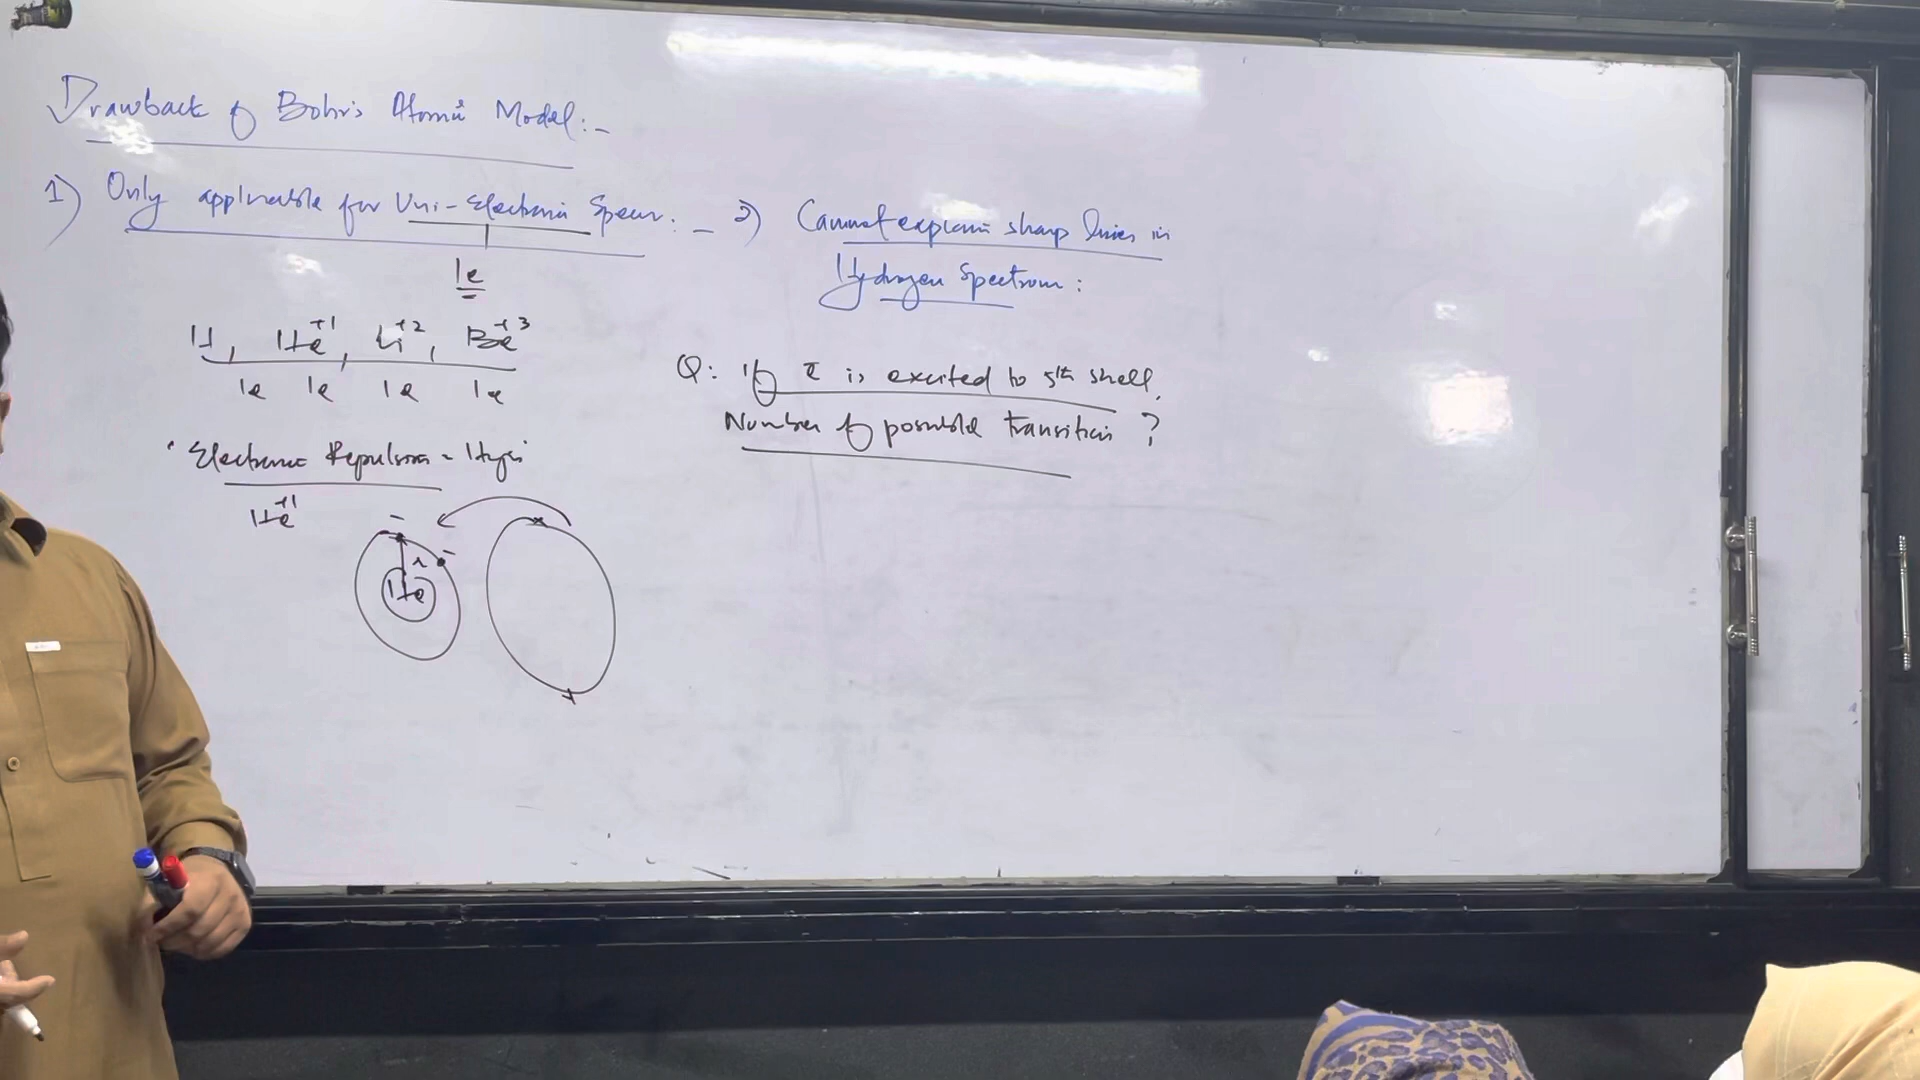 Drawback of Bohr's Atomic Model:-
1) Only applicable for Uni-Electronic Species:-
1e
H, He+1, Li+2, Be+3
1e 1e 1e 1e
Electronic Repulsion - 
He+1
He
2) Cannot explain sharp lines in
Hydrogen Spectrum:
Q: If e is excited to 5th shell,
Number of possible transition ?